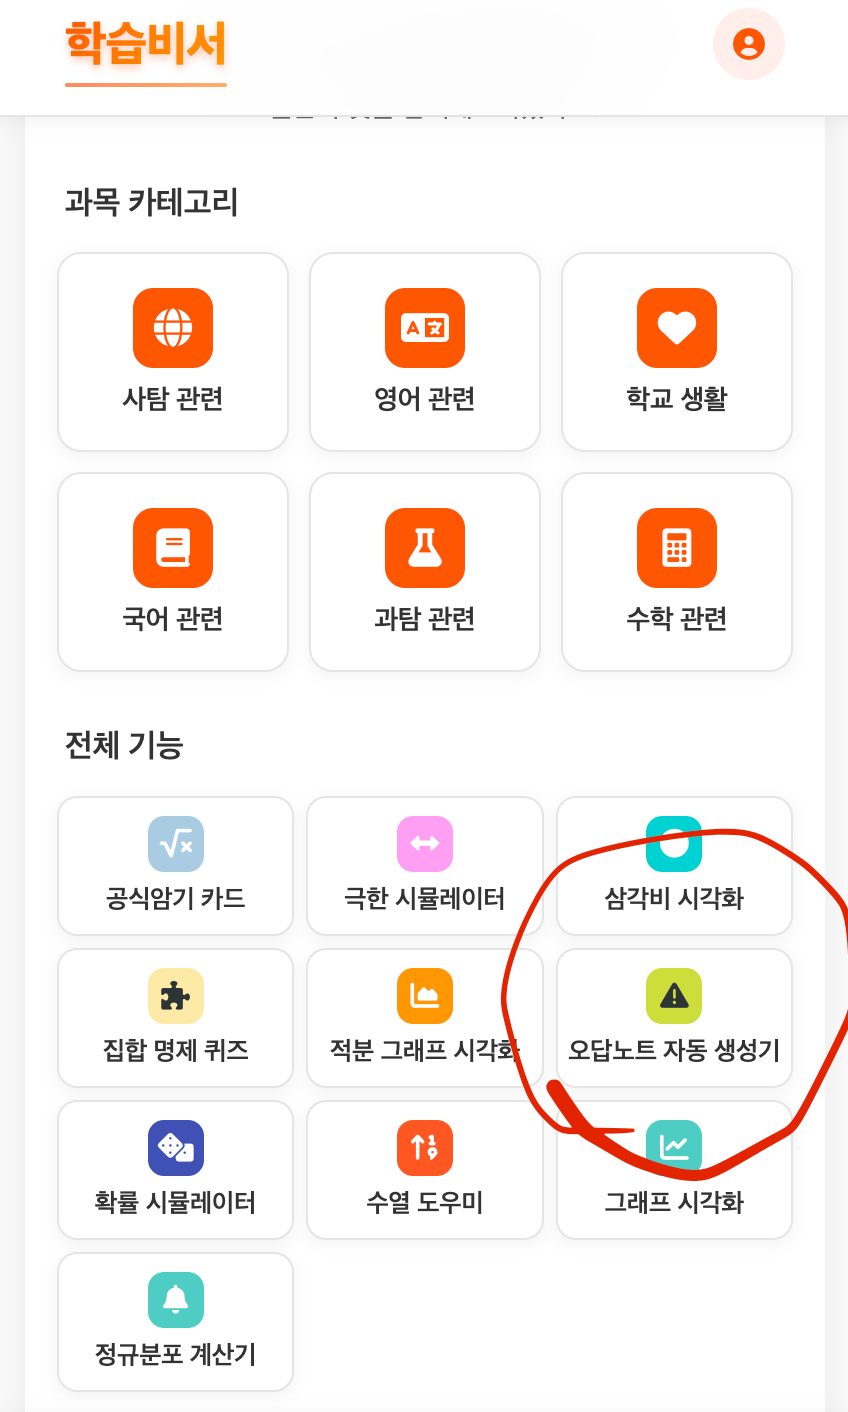 학습비서
과목 카테고리
사탐 관련
영어 관련
학교 생활
국어 관련
과탐 관련
수학 관련
전체 기능
공식암기 카드
극한 시뮬레이터
삼각비 시각화
집합 명제 퀴즈
적분 그래프 시각화
오답노트 자동 생성기
확률 시뮬레이터
수열 도우미
그래프 시각화
정규분포 계산기